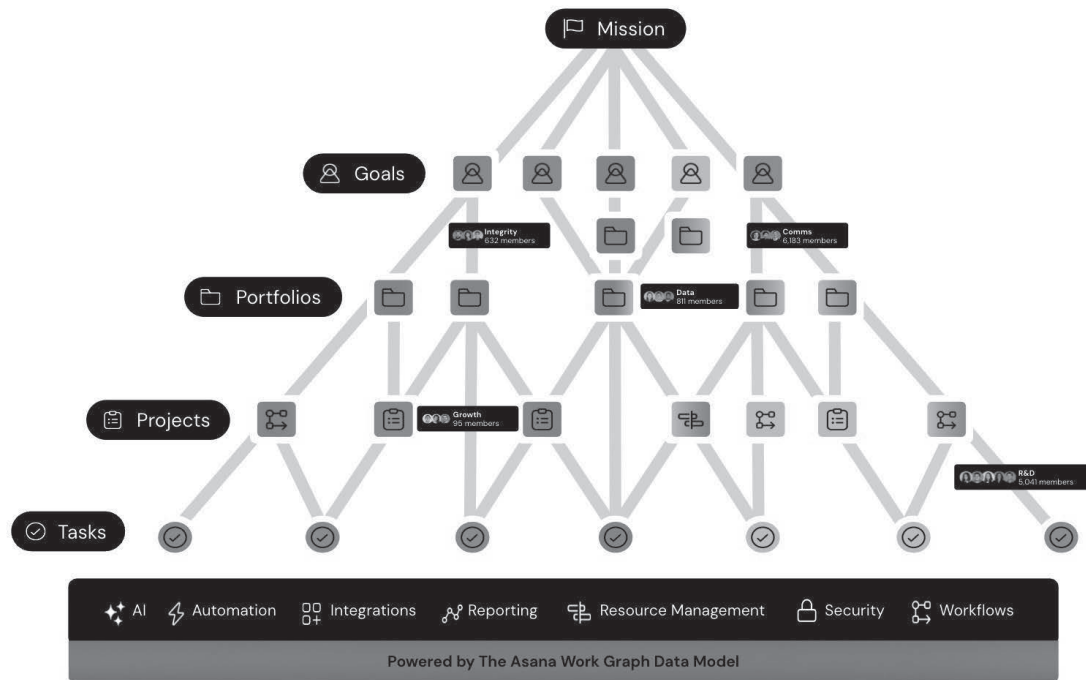 Mission
Goals
Integrity
632 members
Comms
6,183 members
Portfolios
Data
811 members
Projects
Growth
95 members
R&D
5,041 members
Tasks
AI Automation Integrations Reporting Resource Management Security Workflows
Powered by The Asana Work Graph Data Model